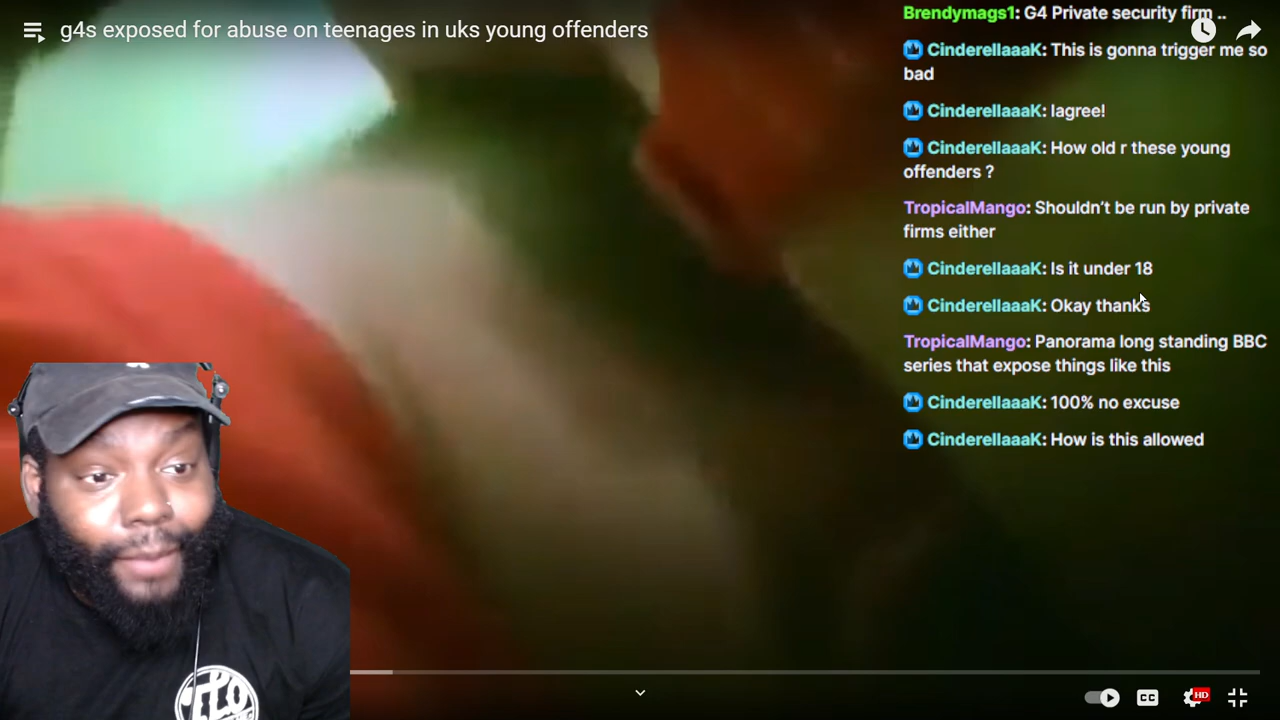 g4s exposed for abuse on teenages in uks young offenders
Brendymags1: G4 Private security firm ..
CinderellaaaK: This is gonna trigger me so
bad
CinderellaaaK: Iagree!
CinderellaaaK: How old r these young
offenders ?
TropicalMango: Shouldn't be run by private
firms either
CinderellaaaK: Is it under 18
CinderellaaaK: Okay thanks
TropicalMango: Panorama long standing BBC
series that expose things like this
CinderellaaaK: 100% no excuse
CinderellaaaK: How is this allowed
CC
HD